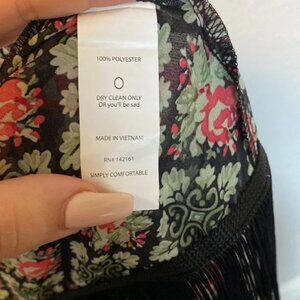 100% POLYESTER
DRY CLEAN ONLY
OR you'll be sad
MADE IN VIETNAM
RN# 142161
SIMPLY COMFORTABLE